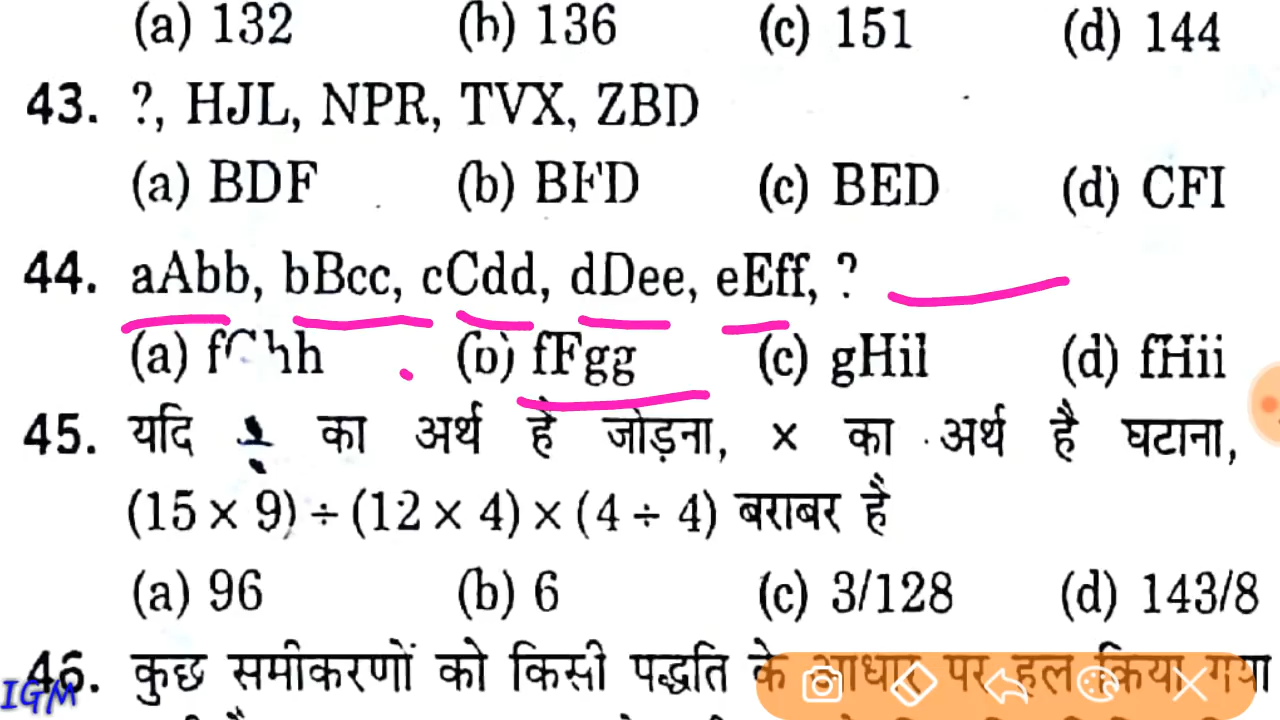 (a) 132 (b) 136 (c) 151 (d) 144
43. ?, HJL, NPR, TVX, ZBD
(a) BDF (b) BFD (c) BED (d) CFI
44. aAbb, bBcc, cCdd, dDee, eEff, ?
(a) fGhh (b) fFgg (c) gHil (d) fHii
45. यदि ÷ का अर्थ है जोड़ना, × का अर्थ है घटाना,
(15 × 9) ÷ (12 × 4) × (4 ÷ 4) बराबर है
(a) 96 (b) 6 (c) 3/128 (d) 143/8
46. कुछ समीकरणों को किसी पद्धति के आधार पर हल किया गया
IGM